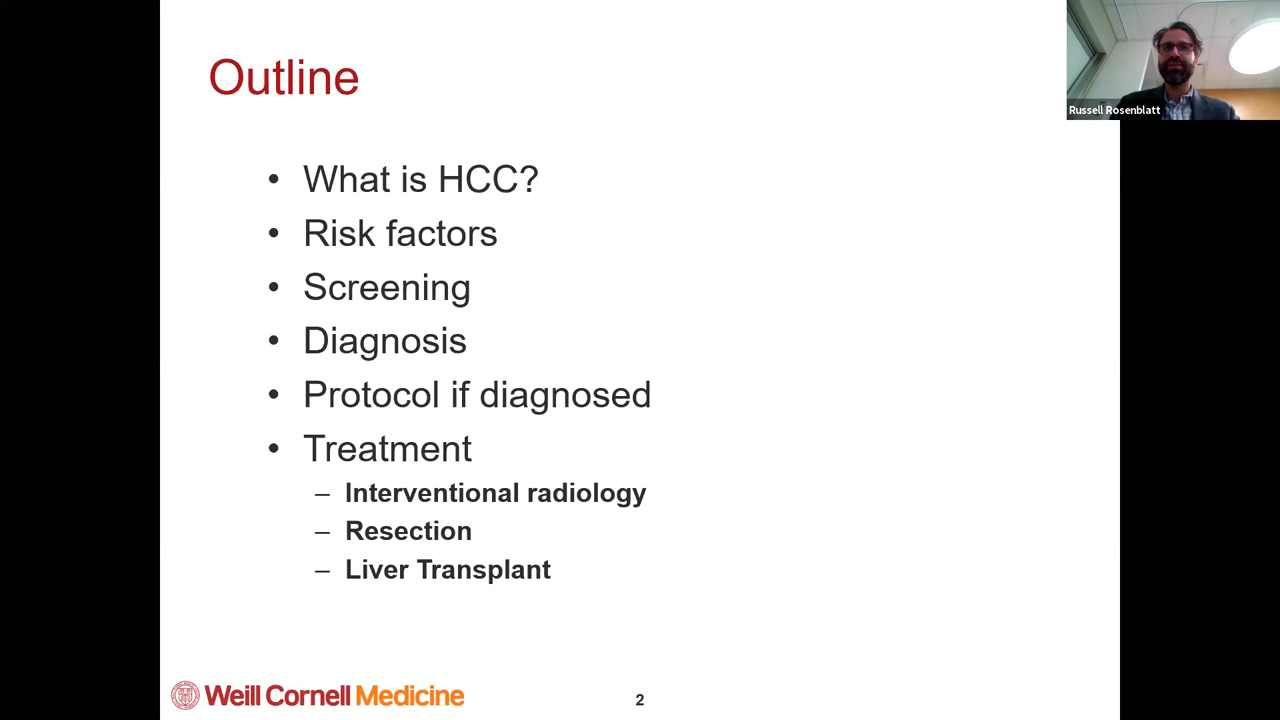 Outline
Russell Rosenblatt
• What is HCC?
• Risk factors
• Screening
• Diagnosis
• Protocol if diagnosed
• Treatment
– Interventional radiology
– Resection
– Liver Transplant
Weill Cornell Medicine
2